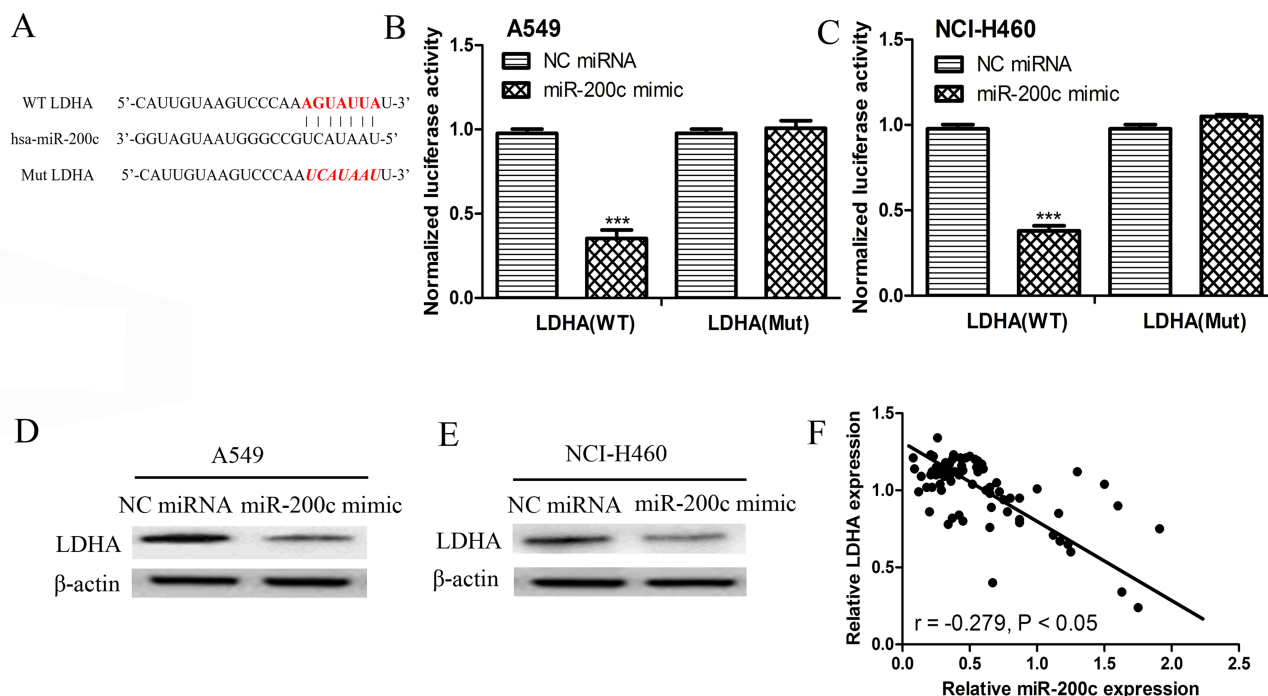 A
WT LDHA 5’-CAUUGUAAGUCCCAAAGUAUUAU-3’
hsa-miR-200c 3’-GGUAGUAAUGGGCCGUCAUAAU-5’
Mut LDHA 5’-CAUUGUAAGUCCCAAUCAUAAUU-3’
B
A549
NC miRNA
miR-200c mimic
Normalized luciferase activity
1.5
1.0
0.5
0.0
***
LDHA(WT) LDHA(Mut)
C
NCI-H460
NC miRNA
miR-200c mimic
Normalized luciferase activity
1.5
1.0
0.5
0.0
***
LDHA(WT) LDHA(Mut)
D
A549
NC miRNA miR-200c mimic
LDHA
β-actin
E
NCI-H460
NC miRNA miR-200c mimic
LDHA
β-actin
F
Relative LDHA expression
1.5
1.0
0.5
0.0
r = -0.279, P < 0.05
0.0 0.5 1.0 1.5 2.0 2.5
Relative miR-200c expression